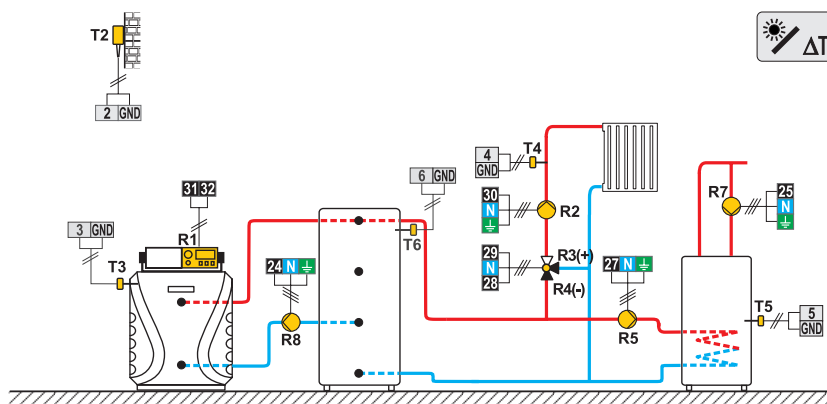 T2
ΔT
2 GND
4
GND
T4
6 GND
31 32
30
N
R2
R7
25
N
3 GND
R1
T6
T3
29
N
28
R3(+)
R4(-)
24 N
27 N
R8
R5
T5
5
GND